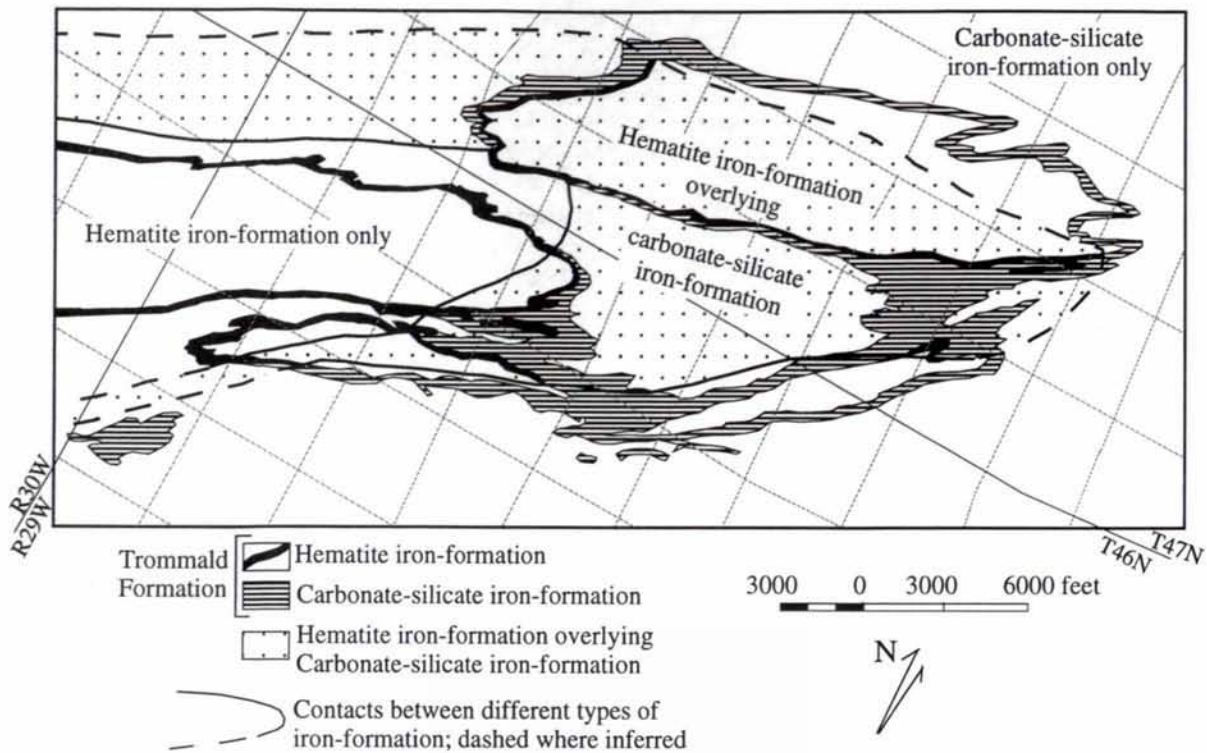 Carbonate-silicate
iron-formation only
Hematite iron-formation
overlying
carbonate-silicate
iron-formation
Hematite iron-formation only
R30W
R29W
T47N
T46N
Trommald
Formation
Hematite iron-formation
Carbonate-silicate iron-formation
Hematite iron-formation overlying
Carbonate-silicate iron-formation
Contacts between different types of
iron-formation; dashed where inferred
3000 0 3000 6000 feet
N